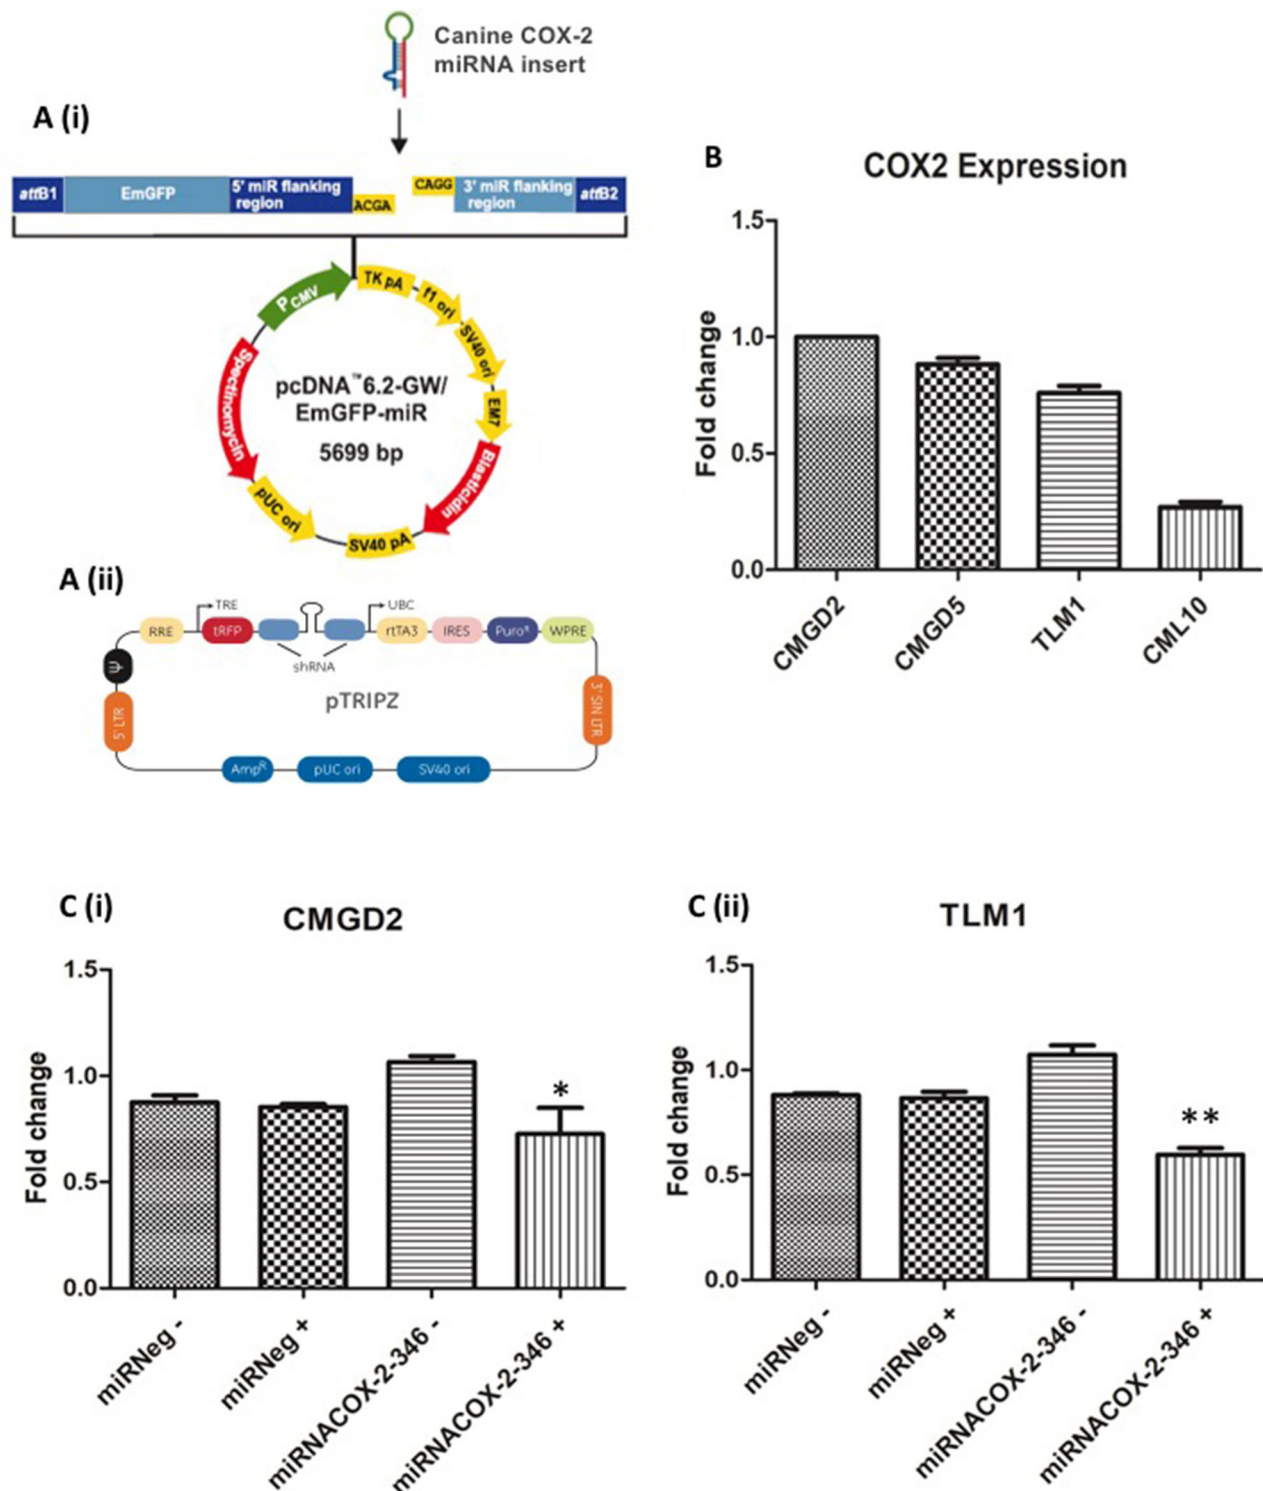 Canine COX-2
miRNA insert
A (i)
attB1
EmGFP
5' miR flanking
region
ACGA
CAGG
3' miR flanking
region
attB2
PCMV
TK pA
f1 ori
SV40 ori
EM7
Blasticidin
SV40 pA
pUC ori
Spectinomycin
pcDNA™6.2-GW/
EmGFP-miR
5699 bp
A (ii)
TRE
UBC
RRE
tRFP
rtTA3
IRES
Puroᴿ
WPRE
shRNA
Ψ
5' LTR
pTRIPZ
3' SIN LTR
Ampᴿ
pUC ori
SV40 ori
B
COX2 Expression
Fold change
1.5
1.0
0.5
0.0
CMGD2
CMGD5
TLM1
CML10
C (i)
CMGD2
Fold change
1.5
1.0
0.5
0.0
*
miRNeg -
miRNeg +
miRNACOX-2-346 -
miRNACOX-2-346 +
C (ii)
TLM1
Fold change
1.5
1.0
0.5
0.0
**
miRNeg -
miRNeg +
miRNACOX-2-346 -
miRNACOX-2-346 +